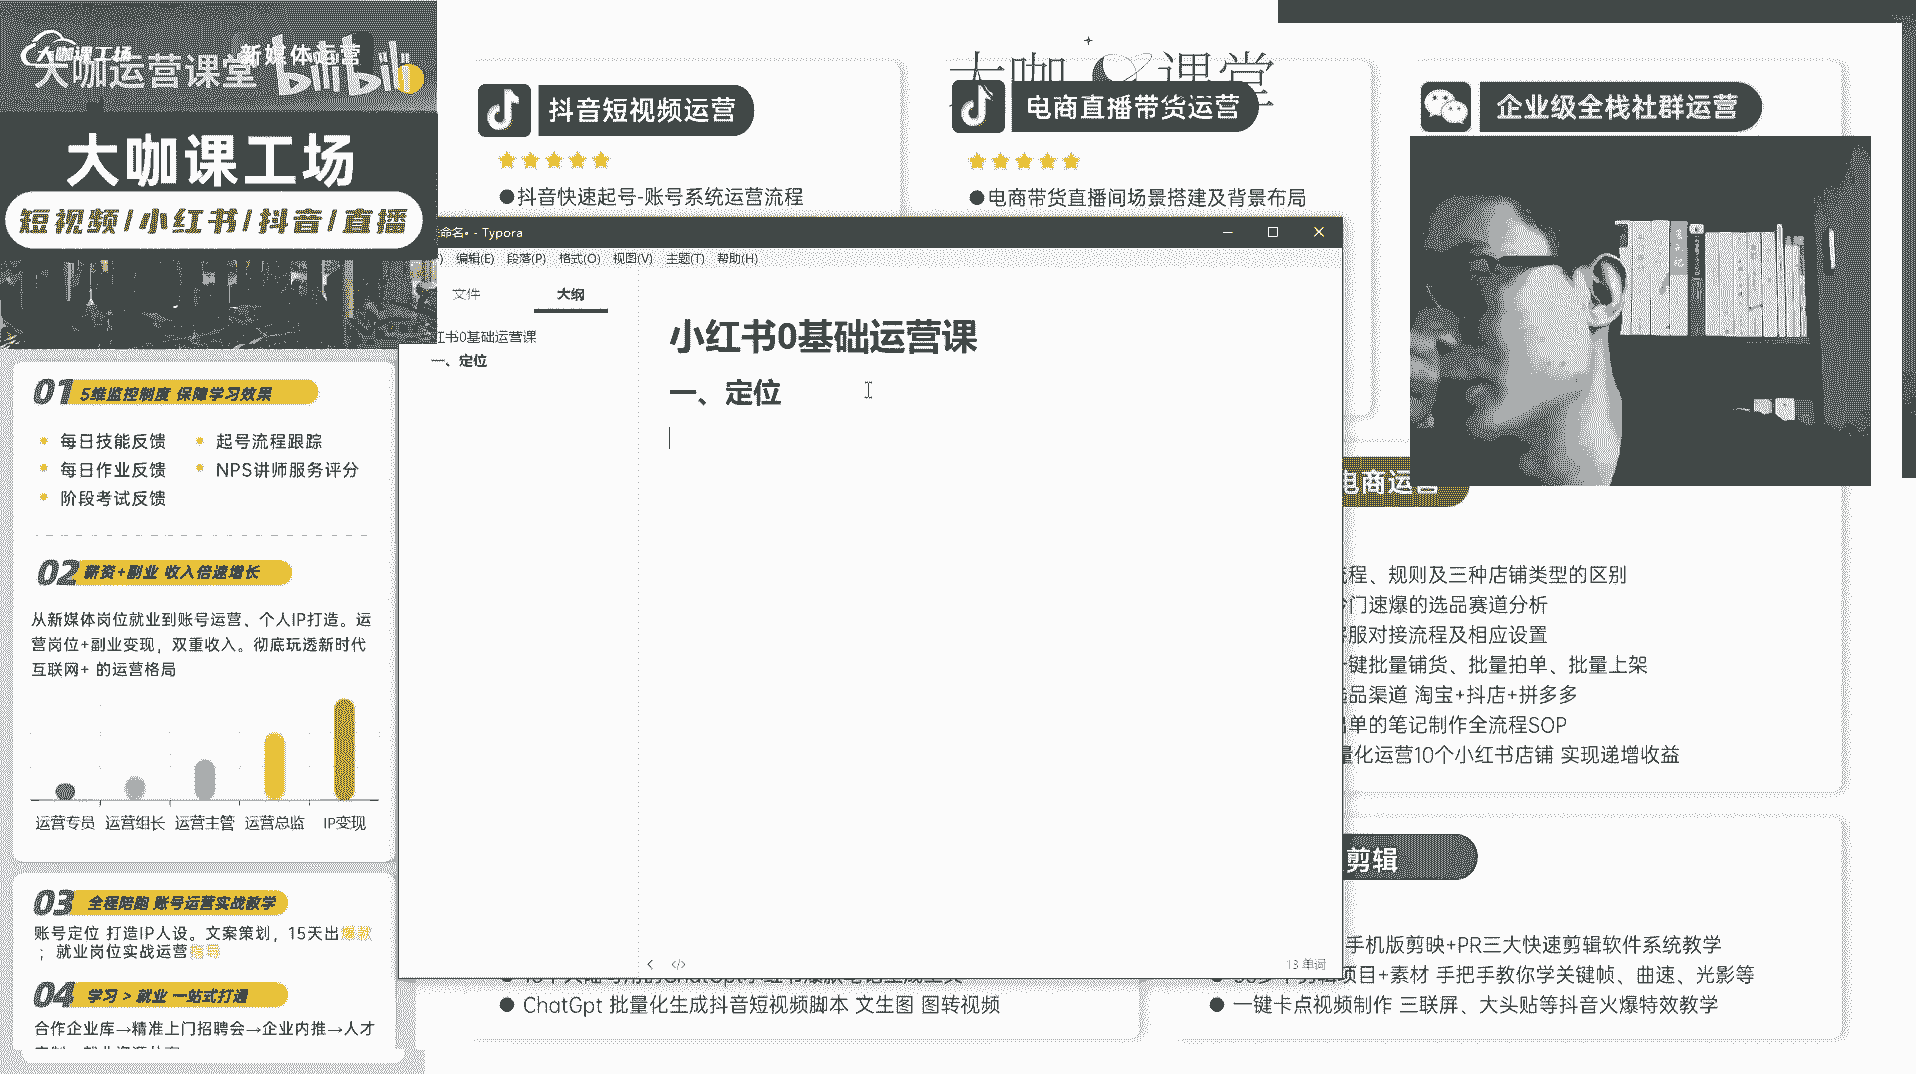 大咖课工场
新媒体运营
大咖运营课堂
bilibili
大咖课工场
短视频/小红书/抖音/直播
01 5维监控制度 保障学习效果
每日技能反馈
起号流程跟踪
每日作业反馈
NPS讲师服务评分
阶段考试反馈
02 薪资+副业 收入倍速增长
从新媒体岗位就业到账号运营、个人IP打造。运
营岗位+副业变现，双重收入。彻底玩透新时代
互联网+ 的运营格局
运营专员 运营组长 运营主管 运营总监 IP变现
03 全程陪跑 账号运营实战教学
账号定位 打造IP人设。文案策划，15天出爆款
；就业岗位实战运营指导
04 学习 > 就业 一站式打通
合作企业库→精准上门招聘会→企业内推→人才
大咖 课堂
抖音短视频运营
●抖音快速起号-账号系统运营流程
电商直播带货运营
●电商带货直播间场景搭建及背景布局
企业级全栈社群运营
命名• - Typora
编辑(E) 段落(P) 格式(O) 视图(V) 主题(T) 帮助(H)
文件
大纲
红书0基础运营课
一、定位
小红书0基础运营课
一、定位
13 单词
电商运营
流程、规则及三种店铺类型的区别
冷门速爆的选品赛道分析
客服对接流程及相应设置
一键批量铺货、批量拍单、批量上架
选品渠道 淘宝+抖店+拼多多
出单的笔记制作全流程SOP
量化运营10个小红书店铺 实现递增收益
剪辑
手机版剪映+PR三大快速剪辑软件系统教学
项目+素材 手把手教你学关键帧、曲速、光影等
● 一键卡点视频制作 三联屏、大头贴等抖音火爆特效教学
● ChatGpt 批量化生成抖音短视频脚本 文生图 图转视频